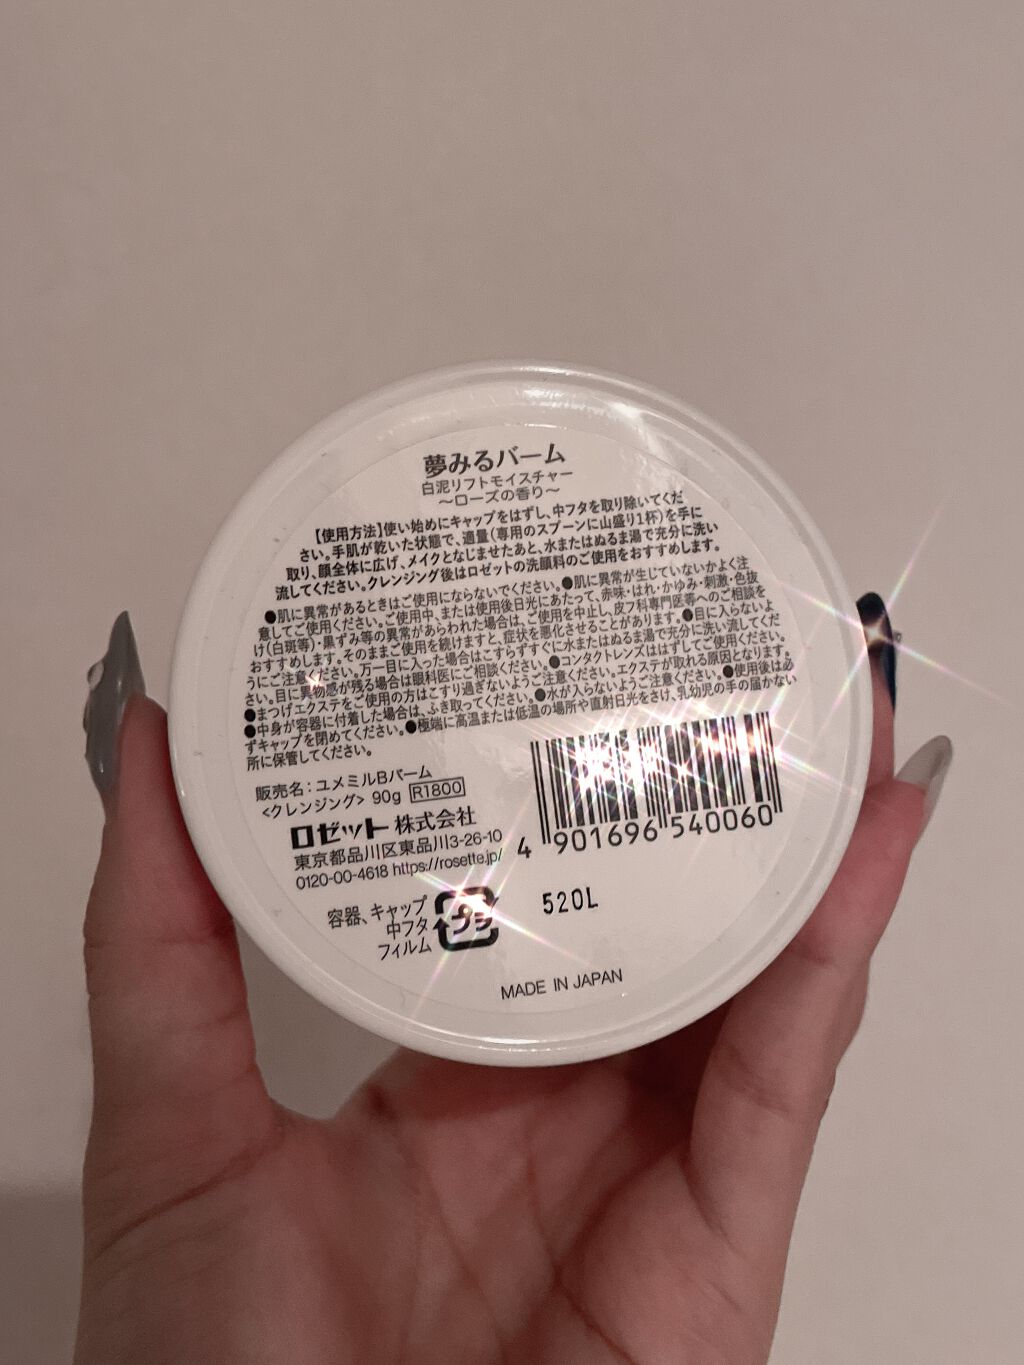 夢みるバーム
白泥リフトモイスチャー
～ローズの香り～
【使用方法】使い始めにキャップをはずし、中フタを取り除いてくだ
さい。手肌が乾いた状態で、適量(専用のスプーンに山盛り1杯)を手に
取り、顔全体に広げ、メイクとなじませたあと、水またはぬるま湯で充分に洗い
流してください。クレンジング後はロゼットの洗顔料のご使用をおすすめします。
●肌に異常があるときはご使用にならないでください。●肌に異常が生じていないかよく注
意してご使用ください。ご使用中、または使用後日光にあたって、赤味・はれ・かゆみ・刺激・色抜
け(白斑等)・黒ずみ等の異常があらわれた場合は、ご使用を中止し、皮フ科専門医等へのご相談を
おすすめします。そのままご使用を続けますと、症状を悪化させることがあります。●目に入らないよ
うにご注意ください。万一目に入った場合はこすらずすぐに水またはぬるま湯で充分に洗い流してくだ
さい。目に異物感が残る場合は眼科医にご相談ください。●コンタクトレンズははずしてご使用ください。
●まつげエクステをご使用の方はこすり過ぎないようご注意ください。エクステが取れる原因となります。
●中身が容器に付着した場合は、ふき取ってください。●水が入らないようご注意ください。●使用後は必
ずキャップを閉めてください。●極端に高温または低温の場所や直射日光をさけ、乳幼児の手の届かない
所に保管してください。
販売名：ユメミルBバーム
<クレンジング> 90g R1800
ロゼット 株式会社
東京都品川区東品川3-26-10
0120-00-4618 https://rosette.jp/
4 901696 540060
容器、キャップ
中フタ
フィルム
プラ
520L
MADE IN JAPAN